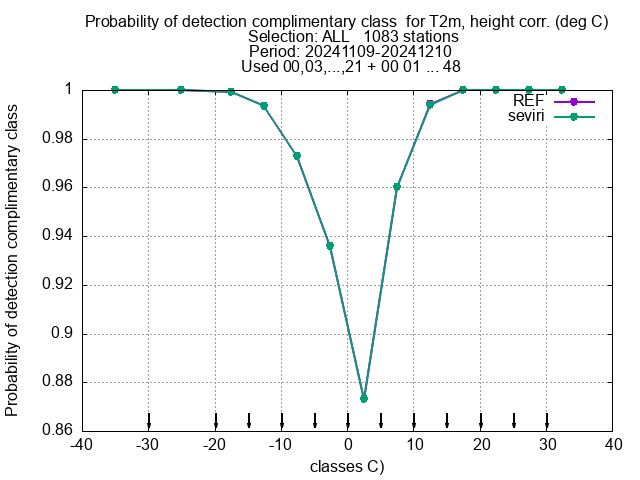 Probability of detection complimentary class  for T2m, height corr. (deg C)
Selection: ALL   1083 stations
Period: 20241109-20241210
Used 00,03,...,21 + 00 01 ... 48
Probability of detection complimentary class
1
0.98
0.96
0.94
0.92
0.9
0.88
0.86
REF
seviri
-40
-30
-20
-10
0
10
20
30
40
classes C)